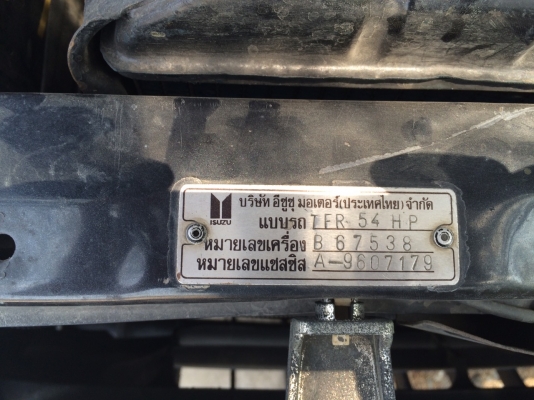 บริษัท อีซูซุ มอเตอร์(ประเทศไทย)จำกัด
ISUZU
แบบรถ TFR-54 HP
หมายเลขเครื่อง B 67538
หมายเลขแชสซิส A-9607179